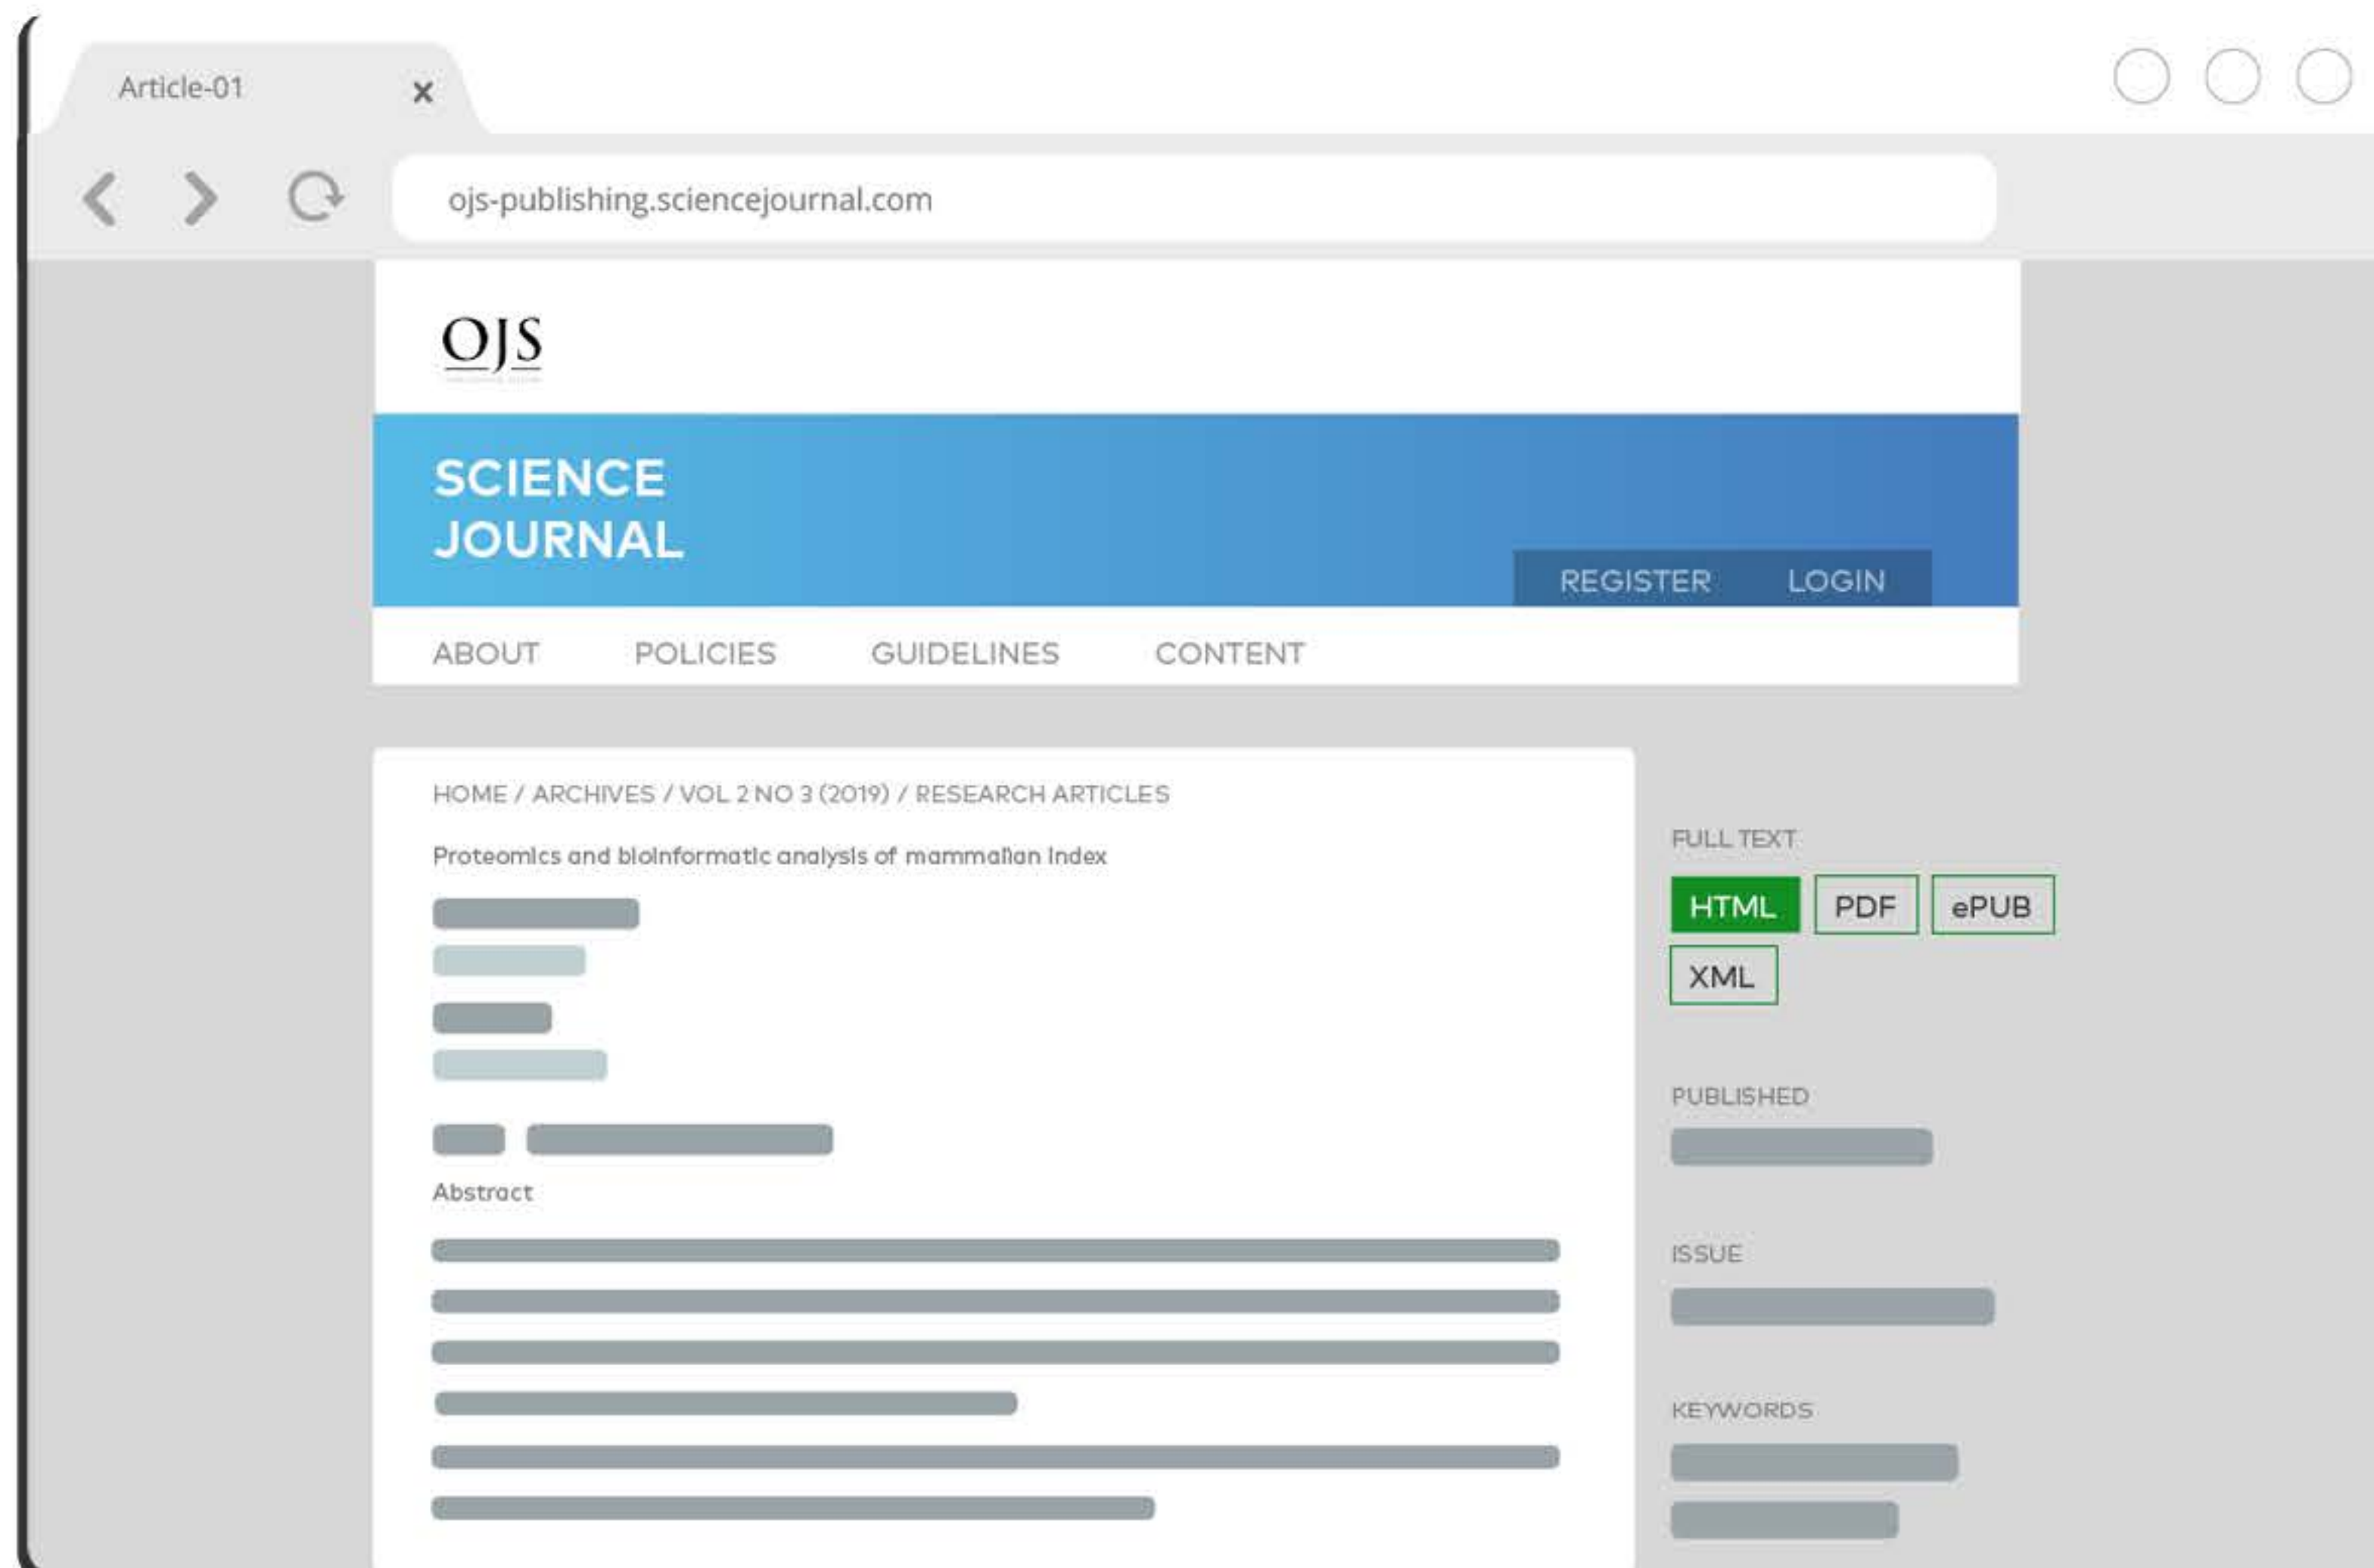 Article-01
ojs-publishing.sciencejournal.com
OJS
SCIENCE
JOURNAL
REGISTER LOGIN
ABOUT POLICIES GUIDELINES CONTENT
HOME / ARCHIVES / VOL 2 NO 3 (2019) / RESEARCH ARTICLES
Proteomics and bioinformatic analysis of mammalian index
Abstract
FULL TEXT
HTML PDF ePUB
XML
PUBLISHED
ISSUE
KEYWORDS